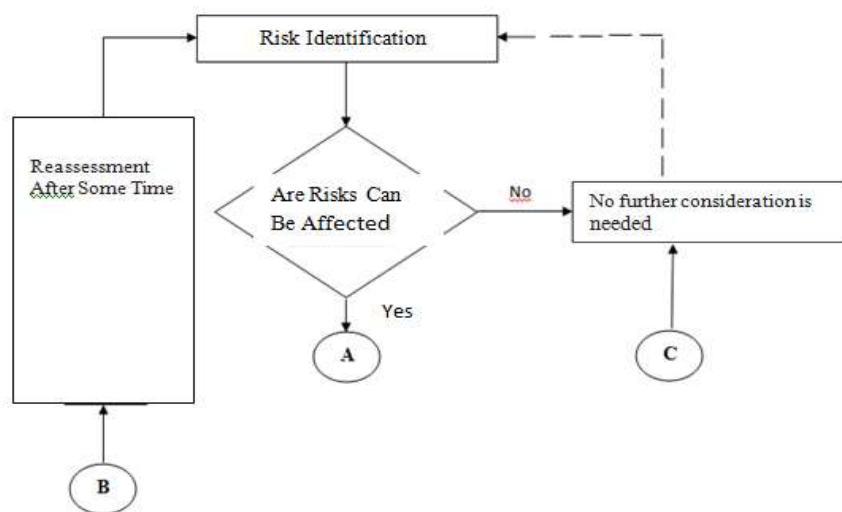 Risk Identification
Reassessment
After Some Time
Are Risks Can
Be Affected
No
No further consideration is
needed
Yes
A
C
B